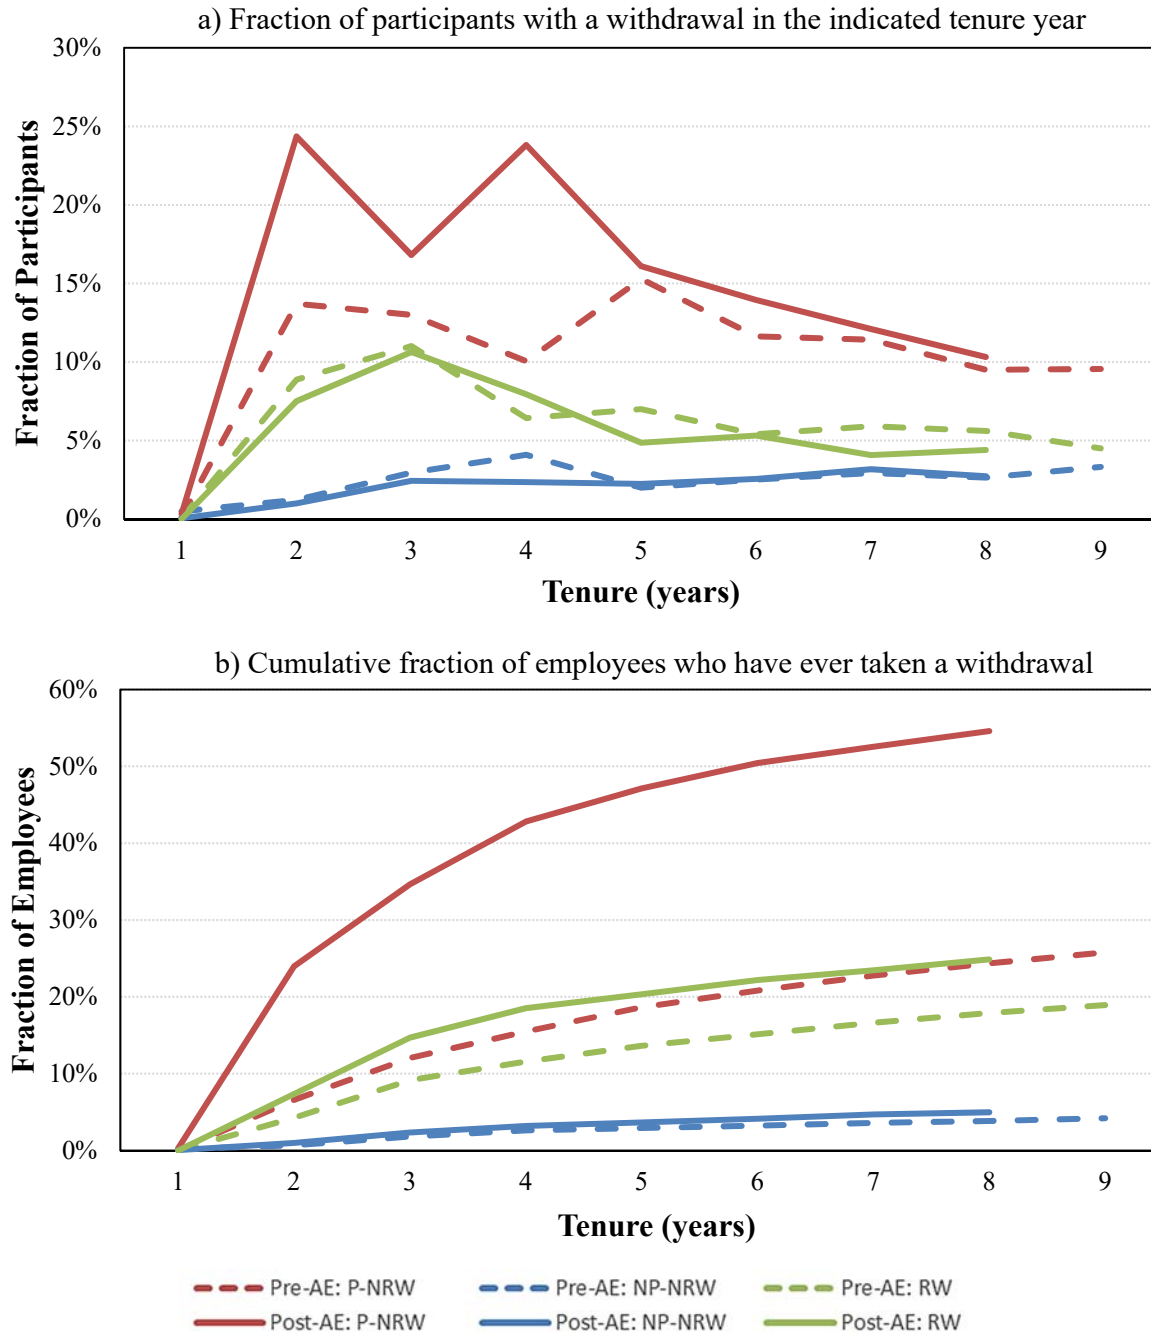 a) Fraction of participants with a withdrawal in the indicated tenure year
30%
25%
20%
15%
10%
5%
0%
Fraction of Participants
1 2 3 4 5 6 7 8 9
Tenure (years)
b) Cumulative fraction of employees who have ever taken a withdrawal
60%
50%
40%
30%
20%
10%
0%
Fraction of Employees
1 2 3 4 5 6 7 8 9
Tenure (years)
Pre-AE: P-NRW Pre-AE: NP-NRW Pre-AE: RW
Post-AE: P-NRW Post-AE: NP-NRW Post-AE: RW